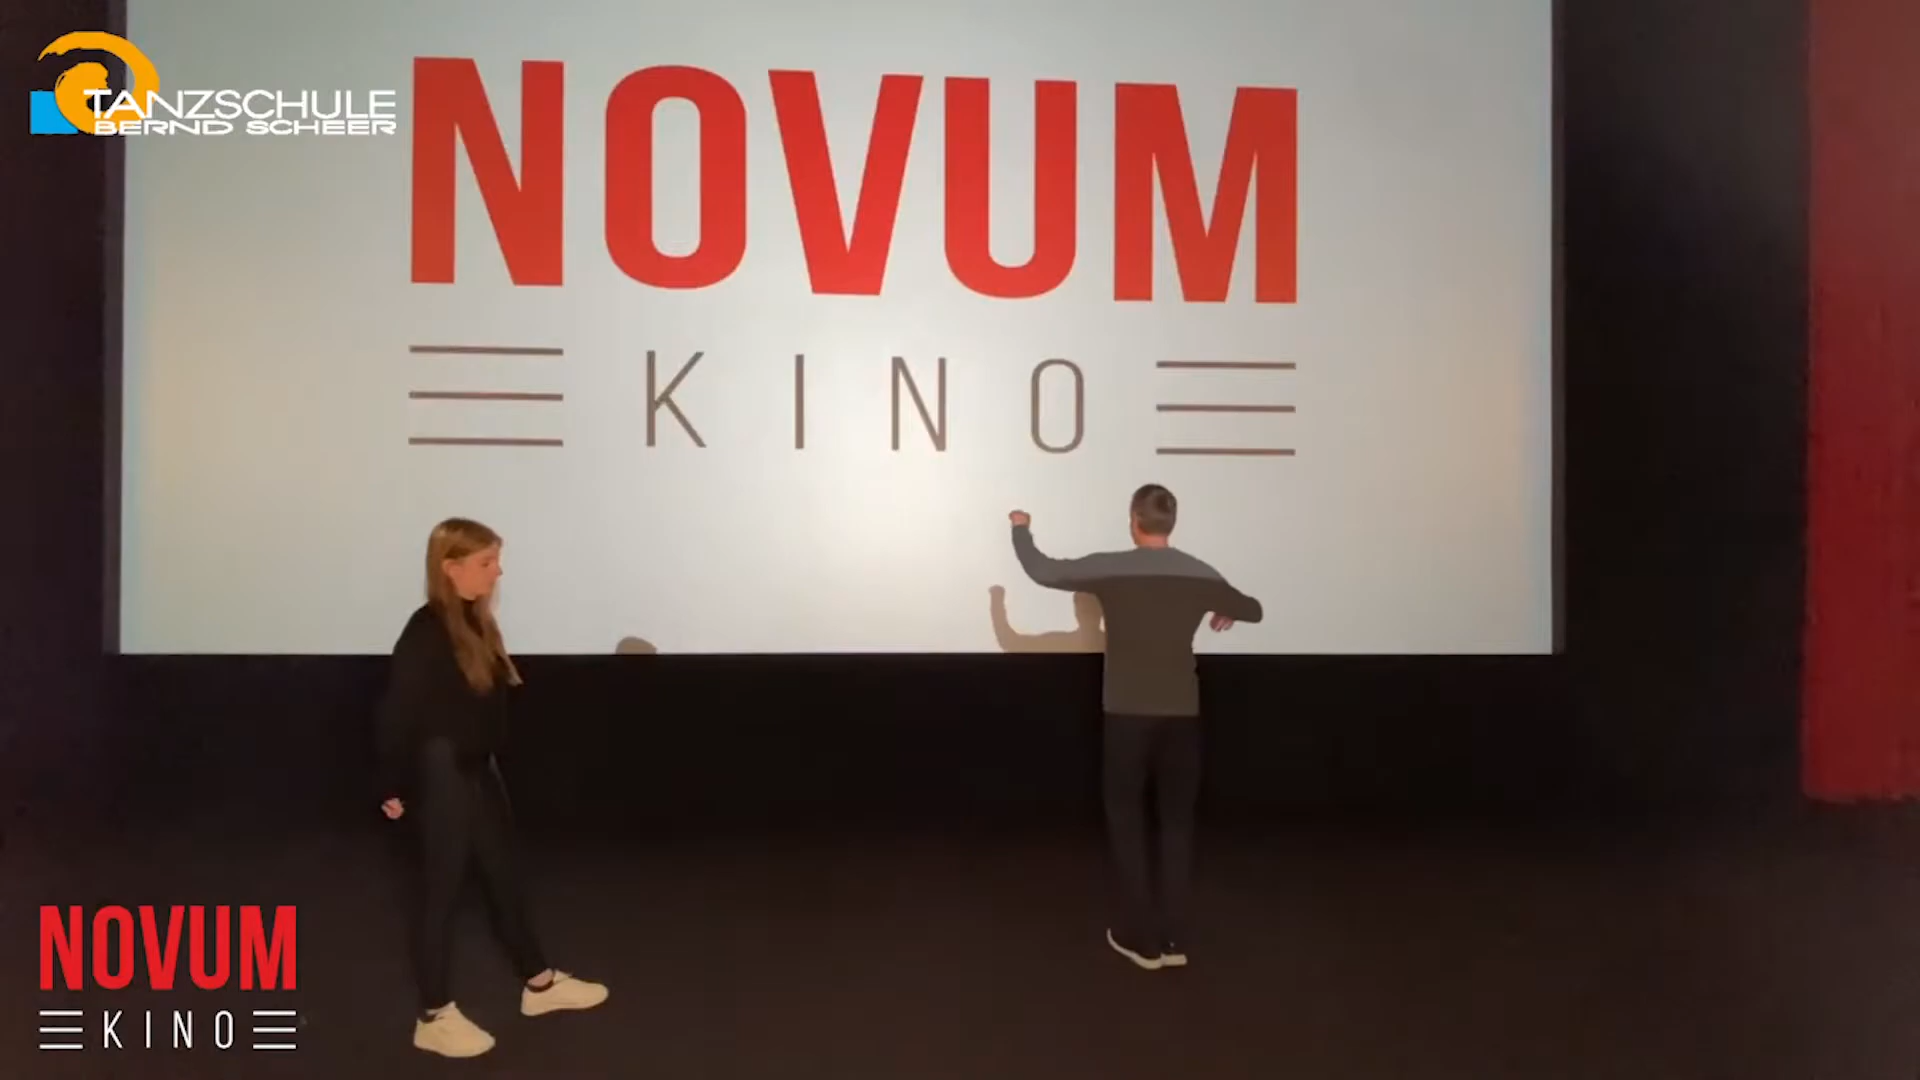 TANZSCHULE
BERND SCHEER
NOVUM
KINO
NOVUM
KINO